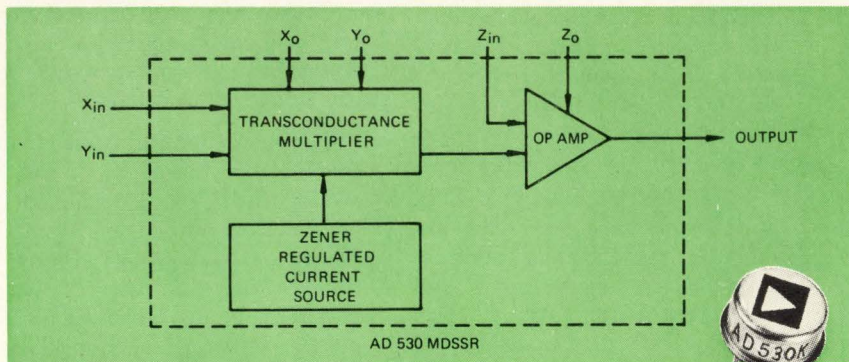 Xo Yo Zin Zo
Xin
TRANSCONDUCTANCE
MULTIPLIER
OP AMP
OUTPUT
Yin
ZENER
REGULATED
CURRENT
SOURCE
AD 530 MDSSR
AD530K